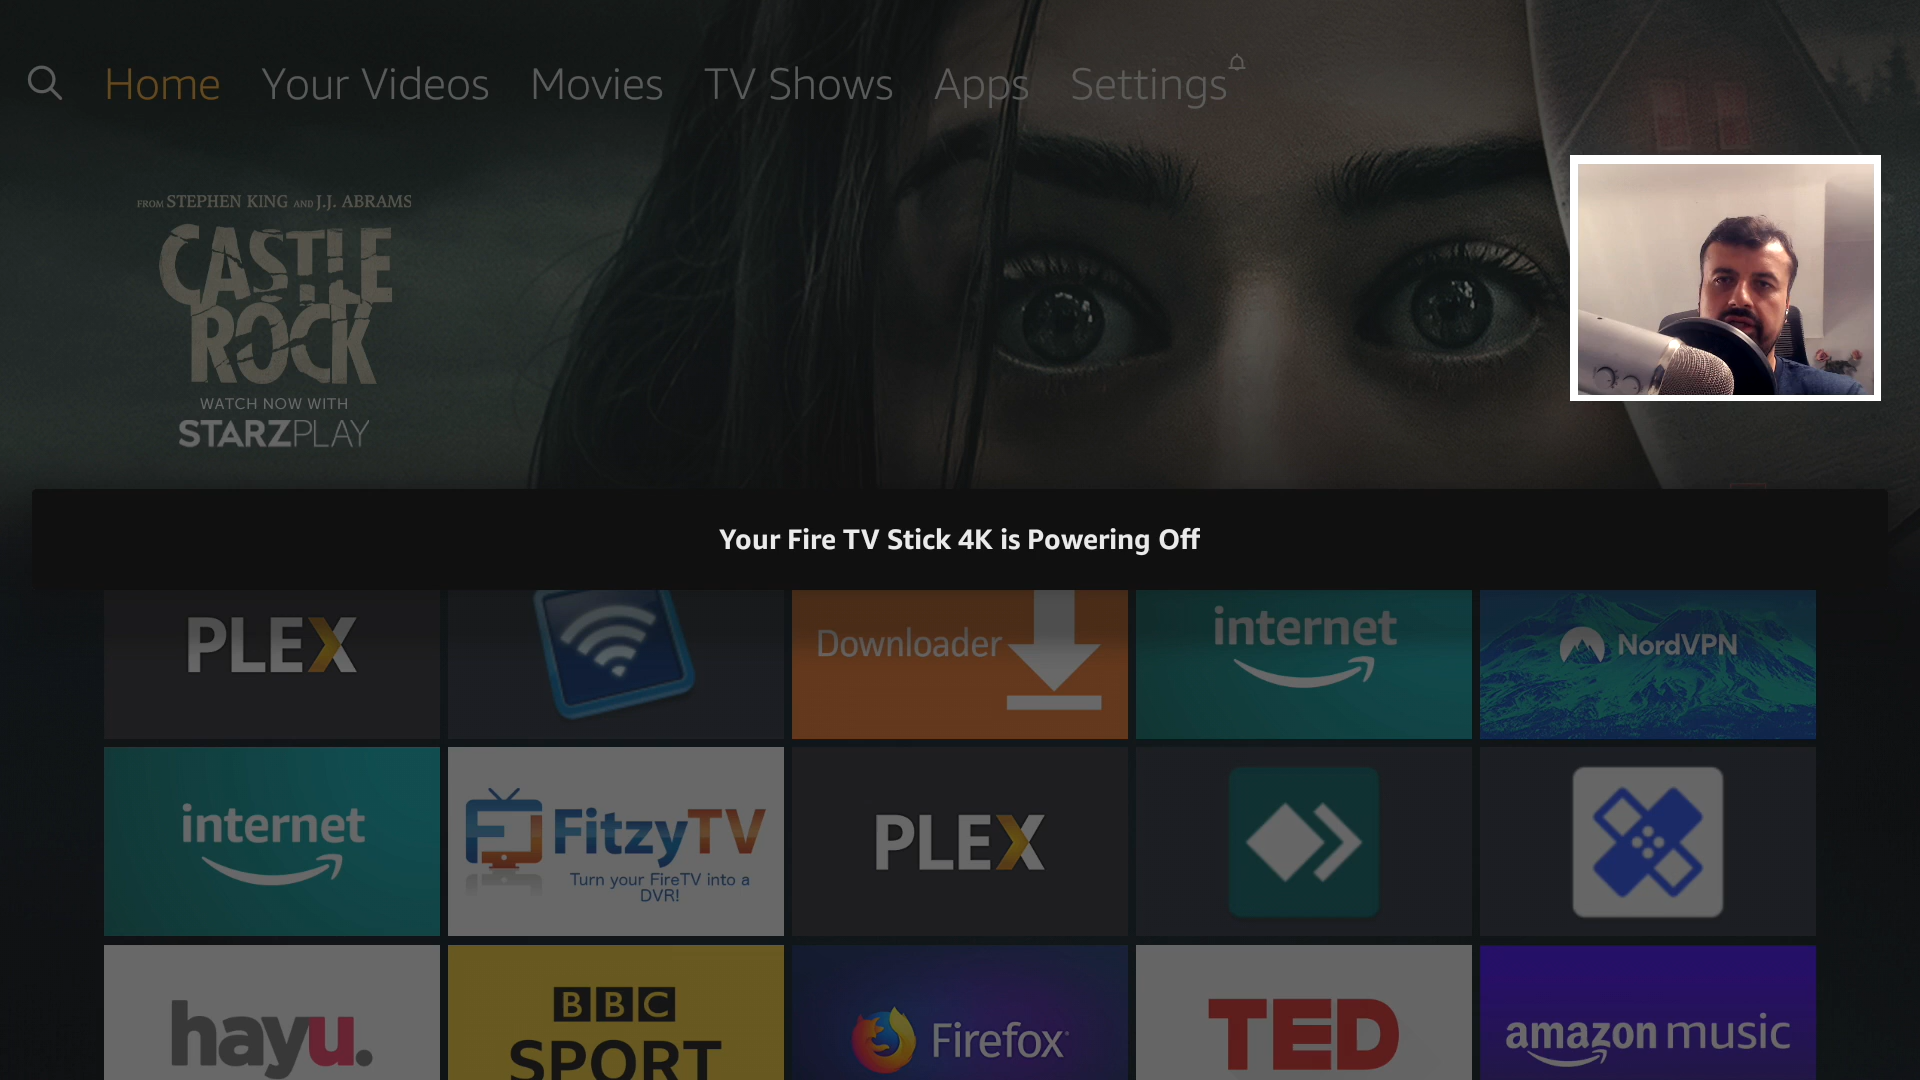 Home Your Videos Movies TV Shows Apps Settings
FROM STEPHEN KING AND J.J. ABRAMS
CASTLE
ROCK
WATCH NOW WITH
STARZPLAY
Your Fire TV Stick 4K is Powering Off
PLEX
Downloader
internet
NordVPN
internet
FitzyTV
Turn your FireTV into a
DVR!
PLEX
hayu.
BBC
SPORT
Firefox
TED
amazon music